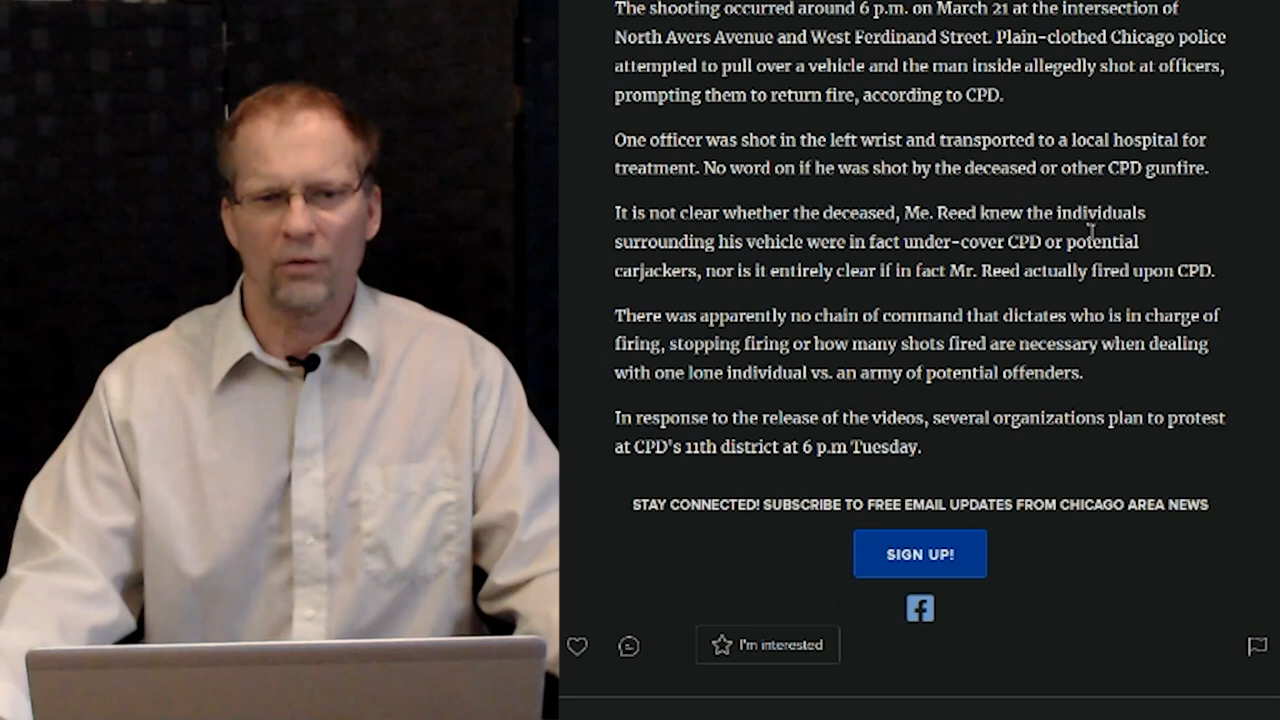 The shooting occurred around 6 p.m. on March 21 at the intersection of
North Avers Avenue and West Ferdinand Street. Plain-clothed Chicago police
attempted to pull over a vehicle and the man inside allegedly shot at officers,
prompting them to return fire, according to CPD.
One officer was shot in the left wrist and transported to a local hospital for
treatment. No word on if he was shot by the deceased or other CPD gunfire.
It is not clear whether the deceased, Me. Reed knew the individuals
surrounding his vehicle were in fact under-cover CPD or potential
carjackers, nor is it entirely clear if in fact Mr. Reed actually fired upon CPD.
There was apparently no chain of command that dictates who is in charge of
firing, stopping firing or how many shots fired are necessary when dealing
with one lone individual vs. an army of potential offenders.
In response to the release of the videos, several organizations plan to protest
at CPD's 11th district at 6 p.m Tuesday.
STAY CONNECTED! SUBSCRIBE TO FREE EMAIL UPDATES FROM CHICAGO AREA NEWS
SIGN UP!
I'm interested